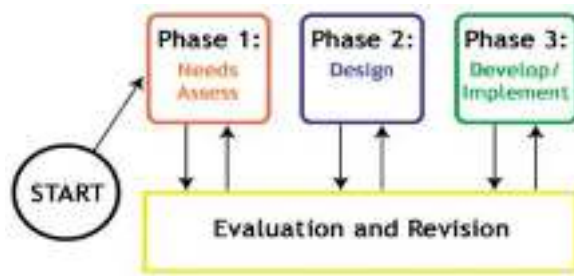 Phase 1:
Needs
Assess
Phase 2:
Design
Phase 3:
Develop/
Implement
START
Evaluation and Revision